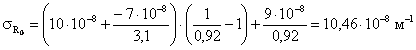 σ_{R_ф} = (10·10⁻⁸ + (−7·10⁻⁸)/3,1) · (1/0,92 − 1) + (9·10⁻⁸)/0,92 = 10,46·10⁻⁸ м⁻¹